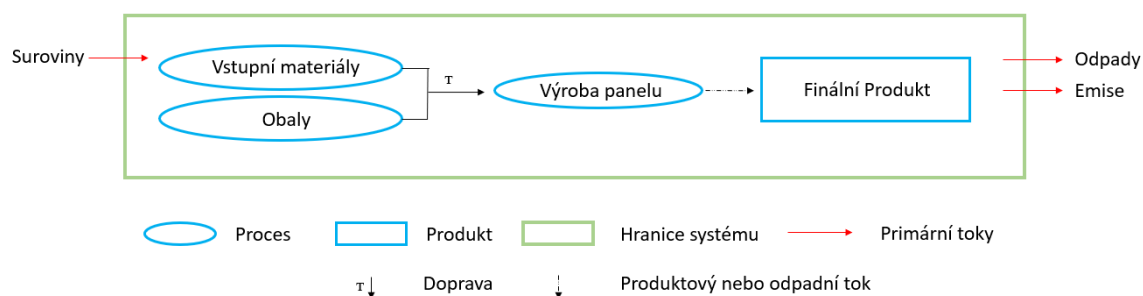 Suroviny
Vstupní materiály
Obaly
T
Výroba panelu
Finální Produkt
Odpady
Emise
Proces
Produkt
Hranice systému
Primární toky
T
Doprava
Produktový nebo odpadní tok